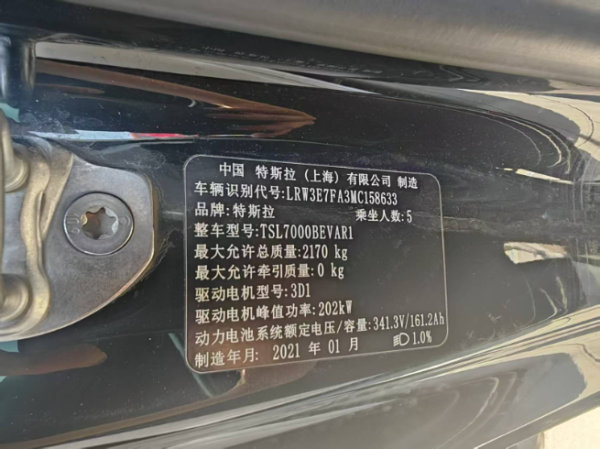 中国 特斯拉（上海）有限公司 制造
车辆识别代号:LRW3E7FA3MC158633
品牌:特斯拉 乘坐人数:5
整车型号:TSL7000BEVAR1
最大允许总质量:2170 kg
最大允许牵引质量:0 kg
驱动电机型号:3D1
驱动电机峰值功率:202kW
动力电池系统额定电压/容量:341.3V/161.2Ah
制造年月: 2021 年 01 月 1.0%